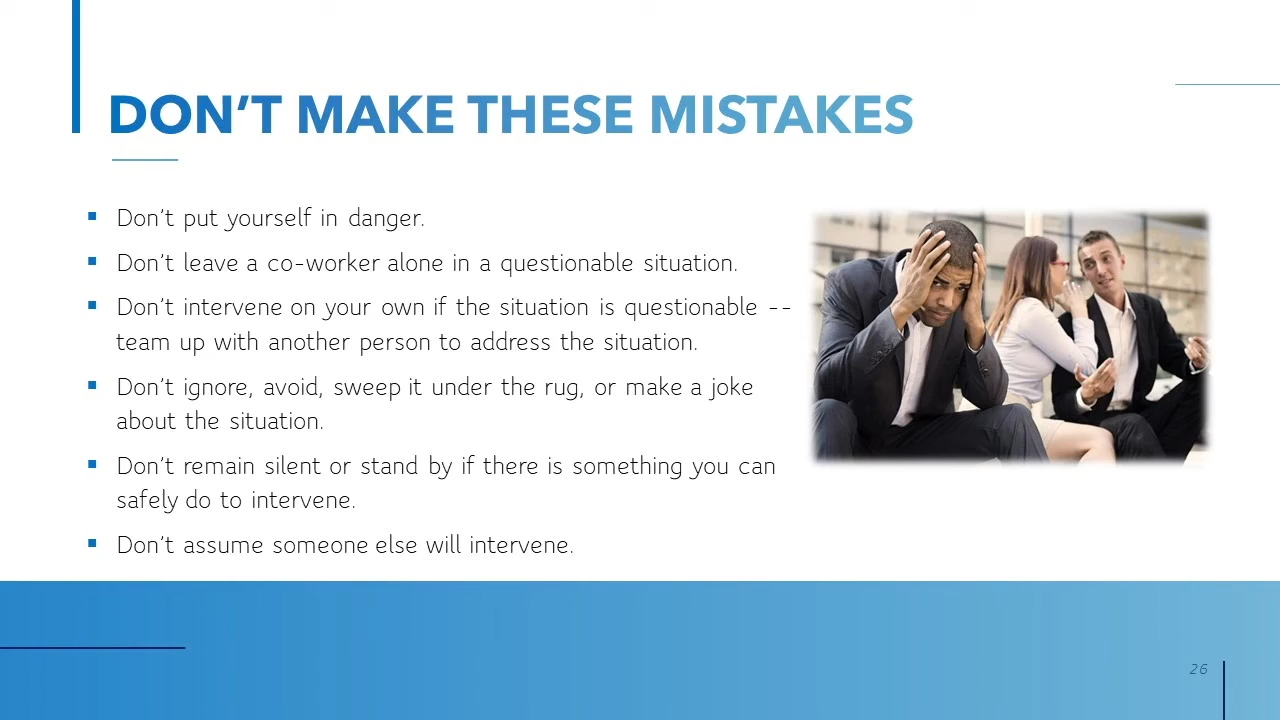 DON’T MAKE THESE MISTAKES
Don’t put yourself in danger.
Don’t leave a co-worker alone in a questionable situation.
Don’t intervene on your own if the situation is questionable --
team up with another person to address the situation.
Don’t ignore, avoid, sweep it under the rug, or make a joke
about the situation.
Don’t remain silent or stand by if there is something you can
safely do to intervene.
Don’t assume someone else will intervene.
26